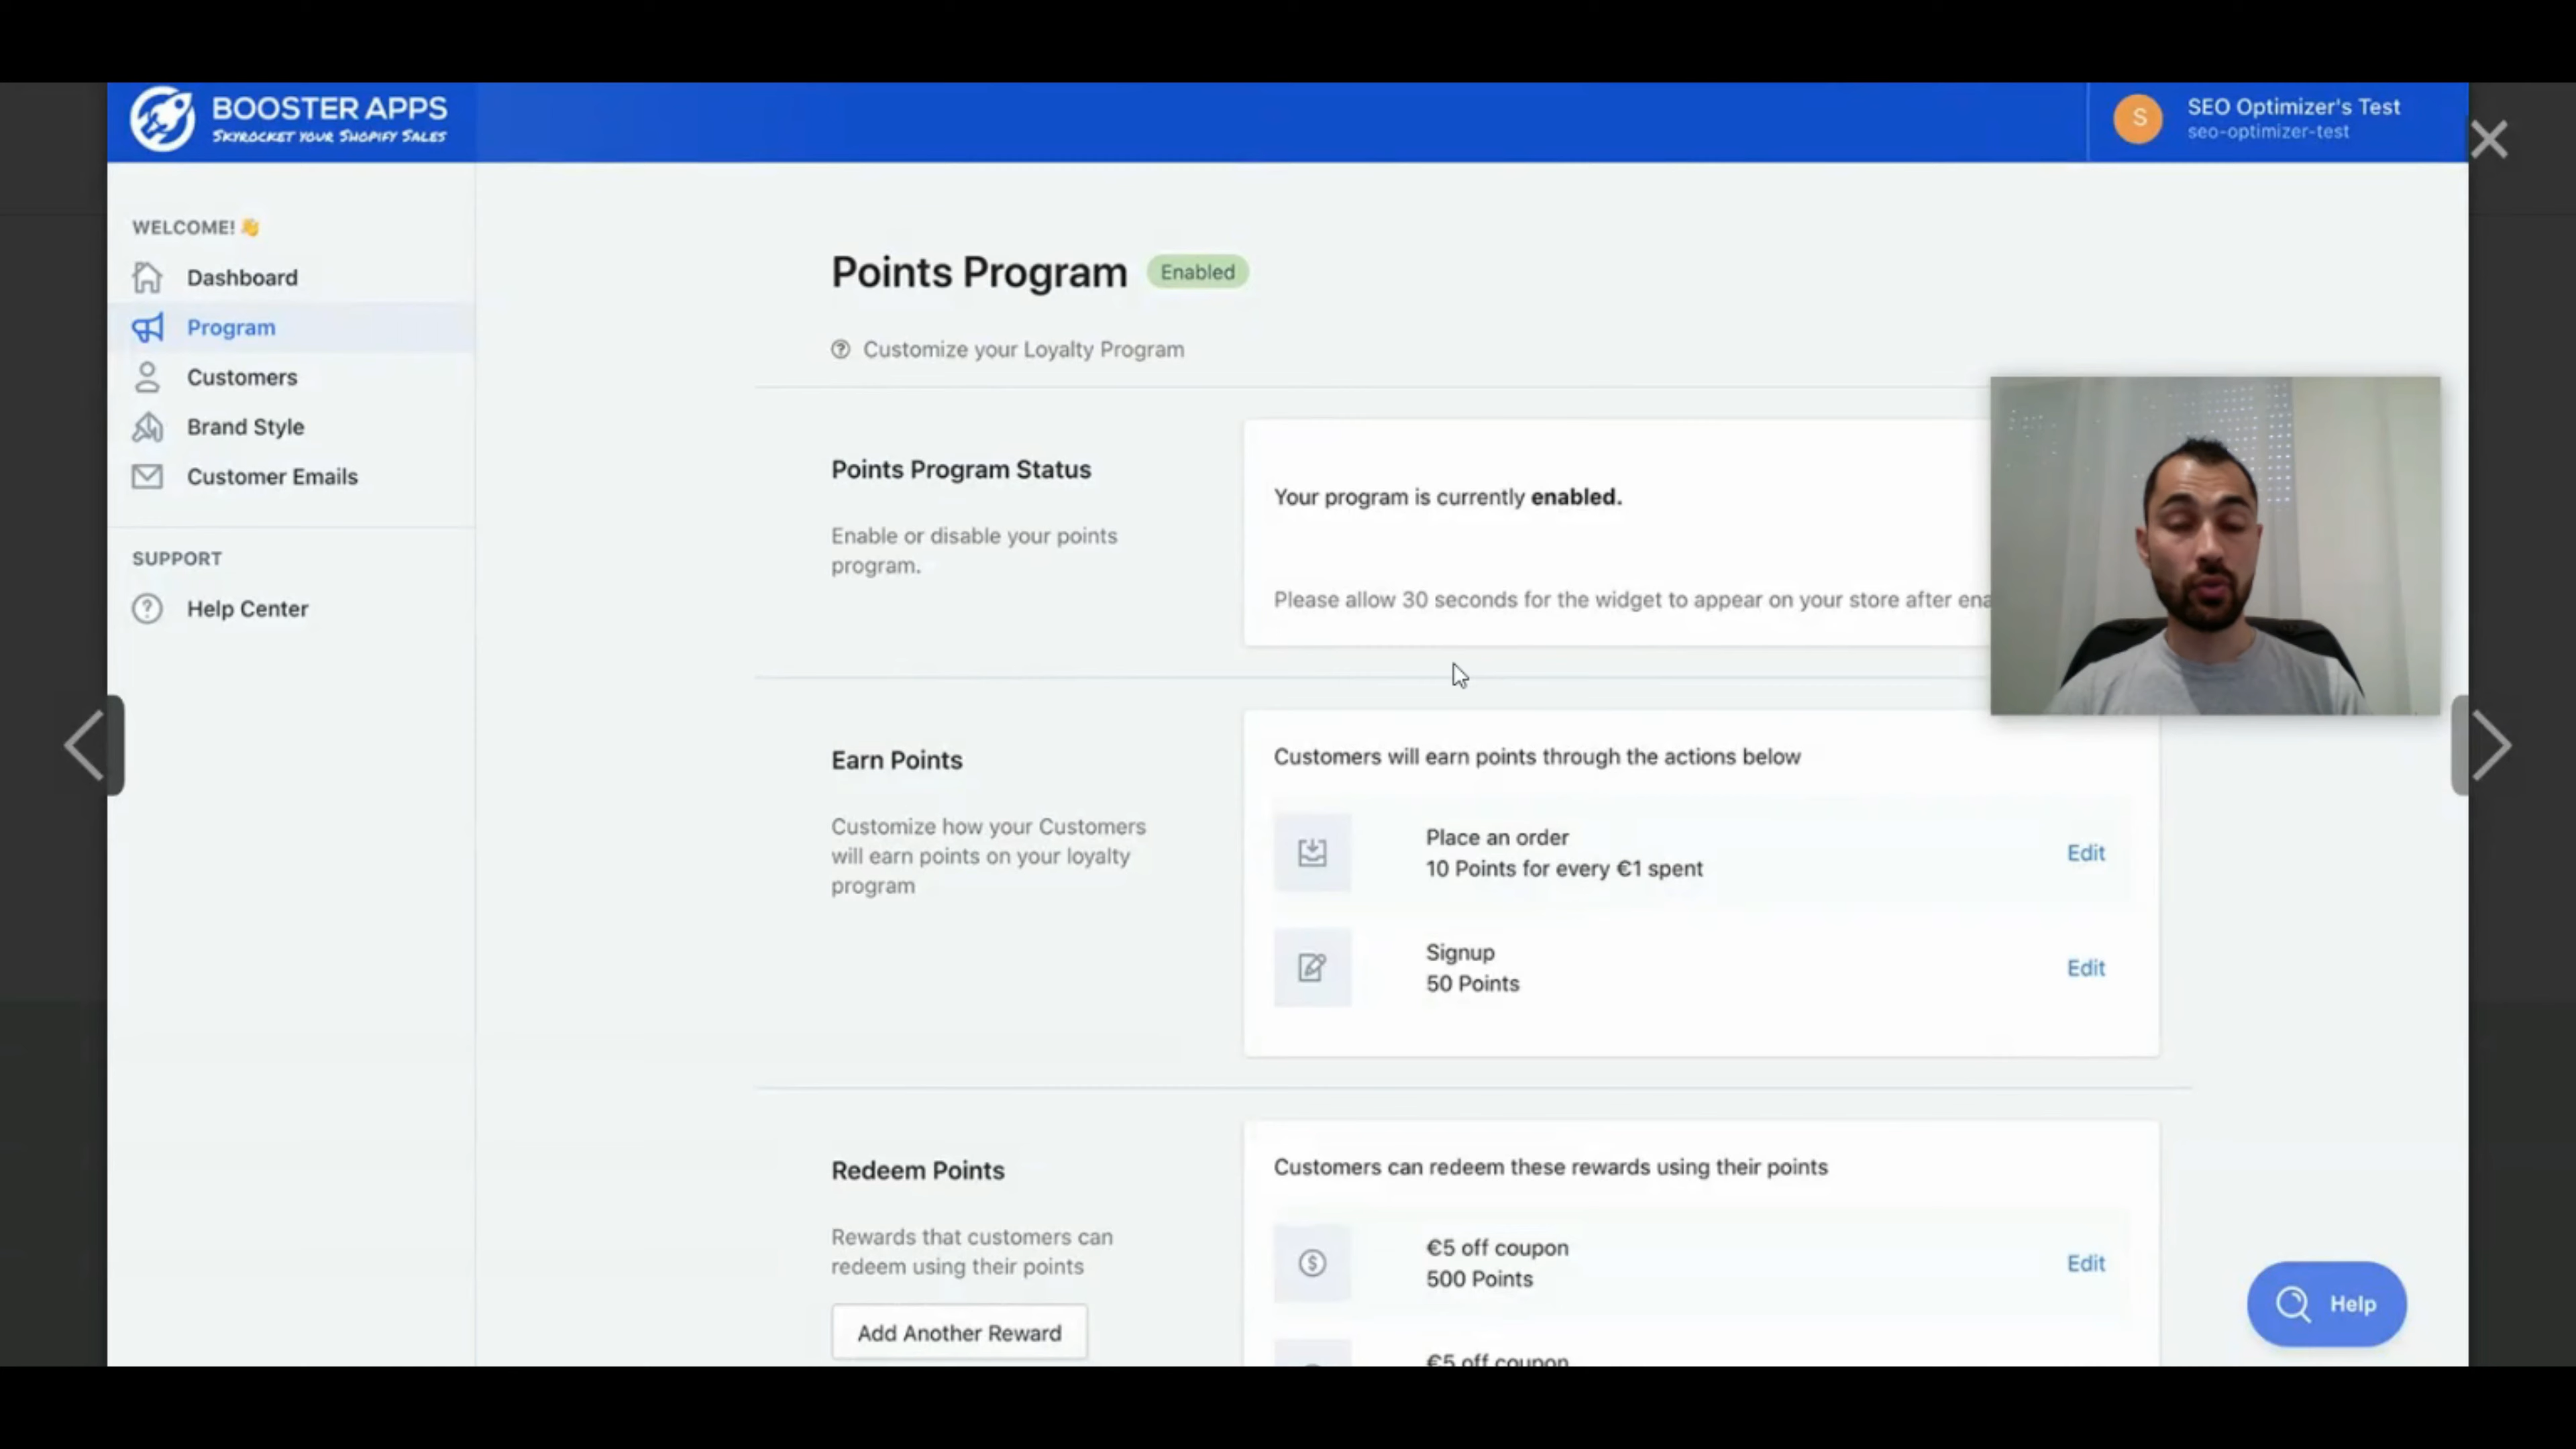 BOOSTER APPS
SKYROCKET YOUR SHOPIFY SALES
S
SEO Optimizer's Test
seo-optimizer-test
WELCOME! 👋
Dashboard
Program
Customers
Brand Style
Customer Emails
SUPPORT
Help Center
Points Program Enabled
Customize your Loyalty Program
Points Program Status
Enable or disable your points
program.
Your program is currently enabled.
Please allow 30 seconds for the widget to appear on your store after ena
Earn Points
Customize how your Customers
will earn points on your loyalty
program
Customers will earn points through the actions below
Place an order
10 Points for every €1 spent
Edit
Signup
50 Points
Edit
Redeem Points
Rewards that customers can
redeem using their points
Add Another Reward
Customers can redeem these rewards using their points
€5 off coupon
500 Points
Edit
€5 off coupon
Help